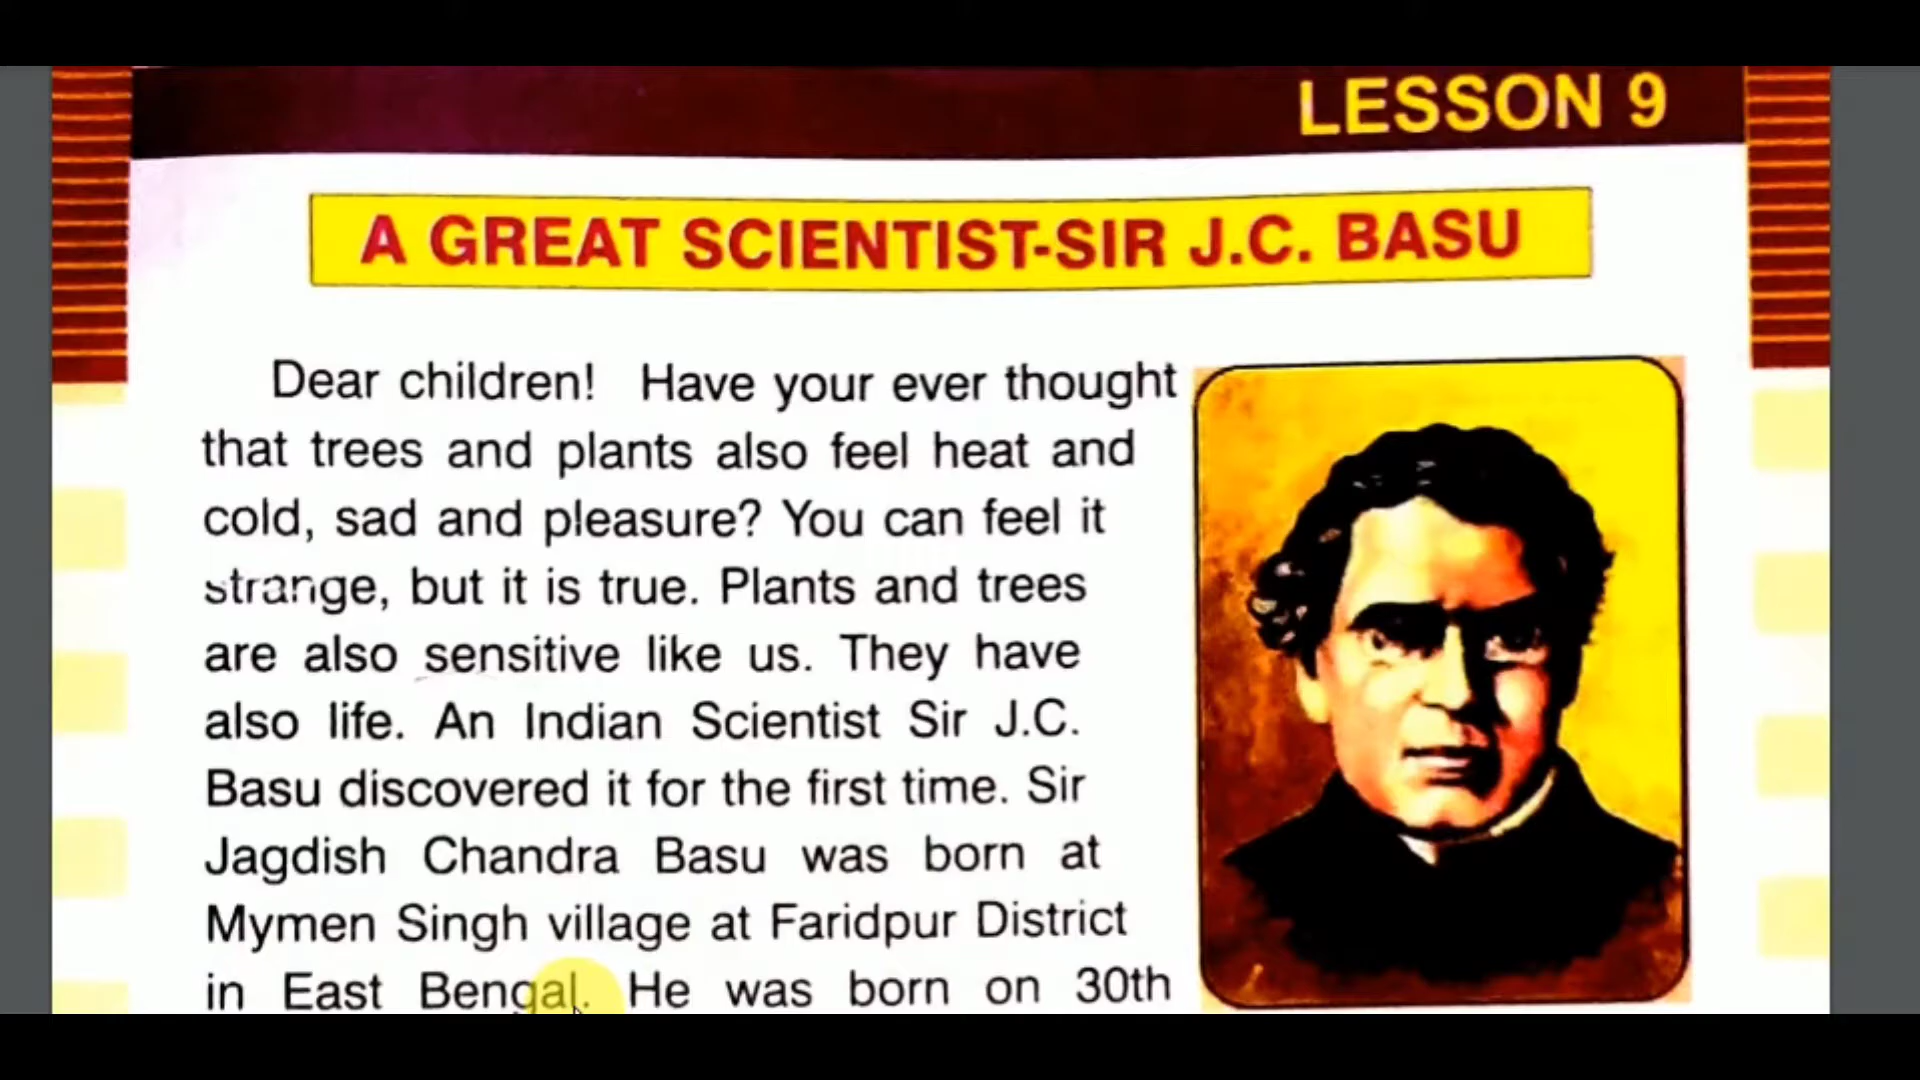 LESSON 9
A GREAT SCIENTIST-SIR J.C. BASU
Dear children! Have your ever thought
that trees and plants also feel heat and
cold, sad and pleasure? You can feel it
strange, but it is true. Plants and trees
are also sensitive like us. They have
also life. An Indian Scientist Sir J.C.
Basu discovered it for the first time. Sir
Jagdish Chandra Basu was born at
Mymen Singh village at Faridpur District
in East Bengal. He was born on 30th